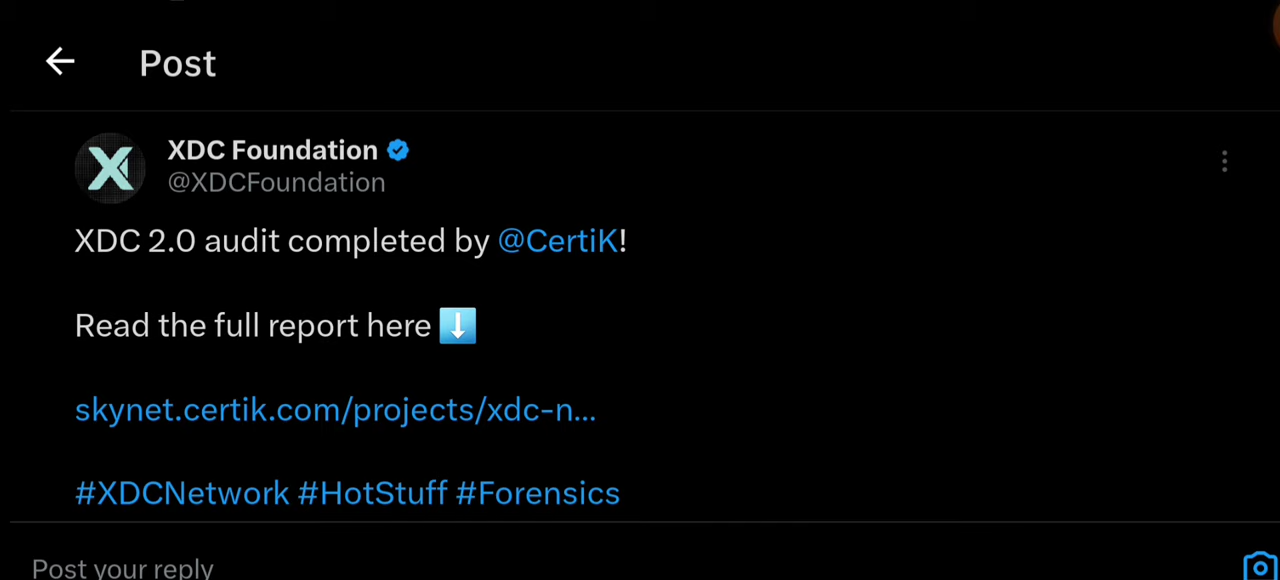 Post
XDC Foundation
@XDCFoundation
XDC 2.0 audit completed by @CertiK!
Read the full report here ⬇️
skynet.certik.com/projects/xdc-n...
#XDCNetwork #HotStuff #Forensics
Post your reply